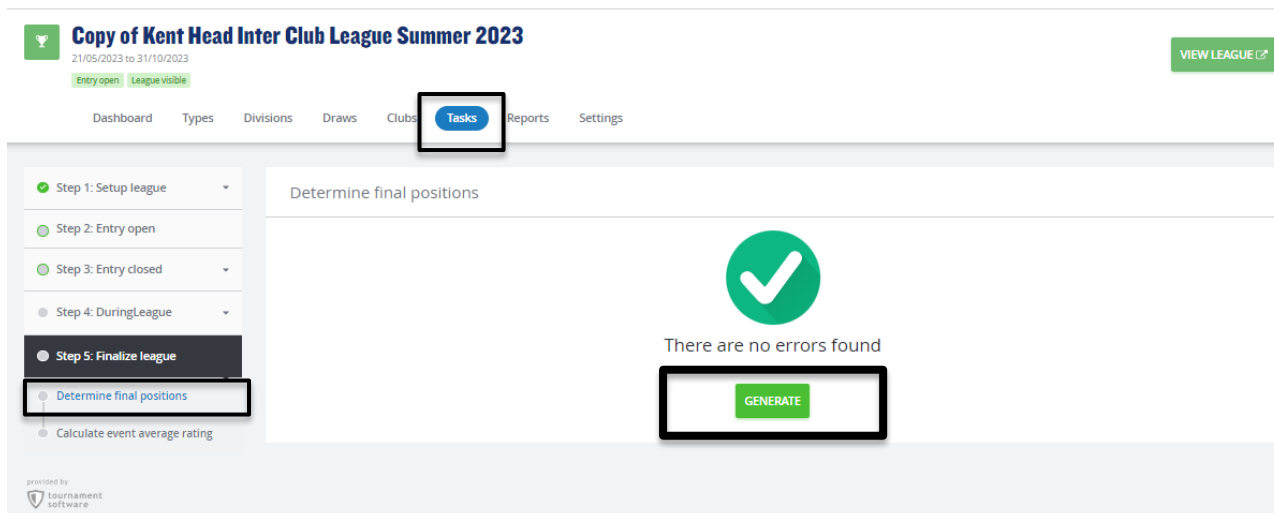 Copy of Kent Head Inter Club League Summer 2023
21/05/2023 to 31/10/2023
Entry open League visible
VIEW LEAGUE
Dashboard Types Divisions Draws Clubs Tasks Reports Settings
Step 1: Setup league
Step 2: Entry open
Step 3: Entry closed
Step 4: DuringLeague
Step 5: Finalize league
Determine final positions
Calculate event average rating
Determine final positions
There are no errors found
GENERATE
provided by
tournament
software